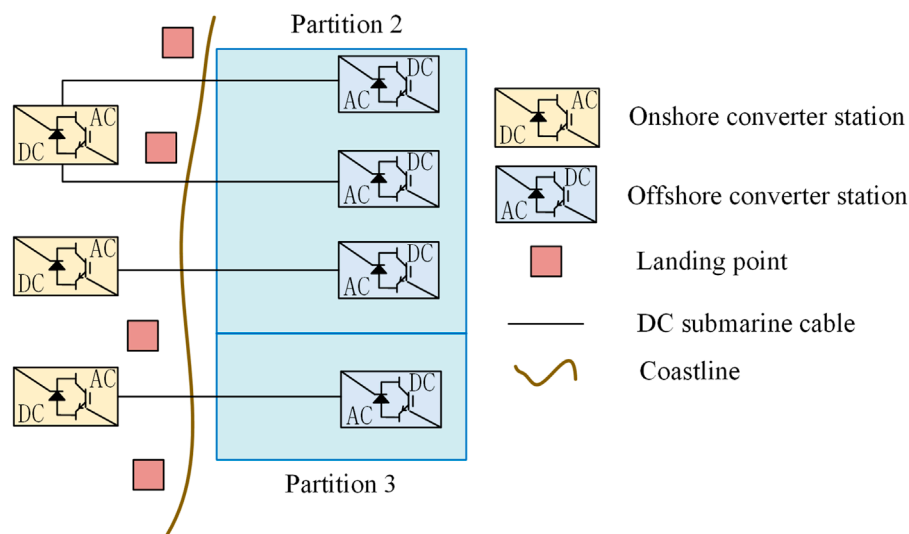 Partition 2
DC
AC
AC
DC
DC
AC
AC
DC
DC
AC
AC
DC
DC
AC
Partition 3
AC
DC
Onshore converter station
DC
AC
Offshore converter station
Landing point
DC submarine cable
Coastline